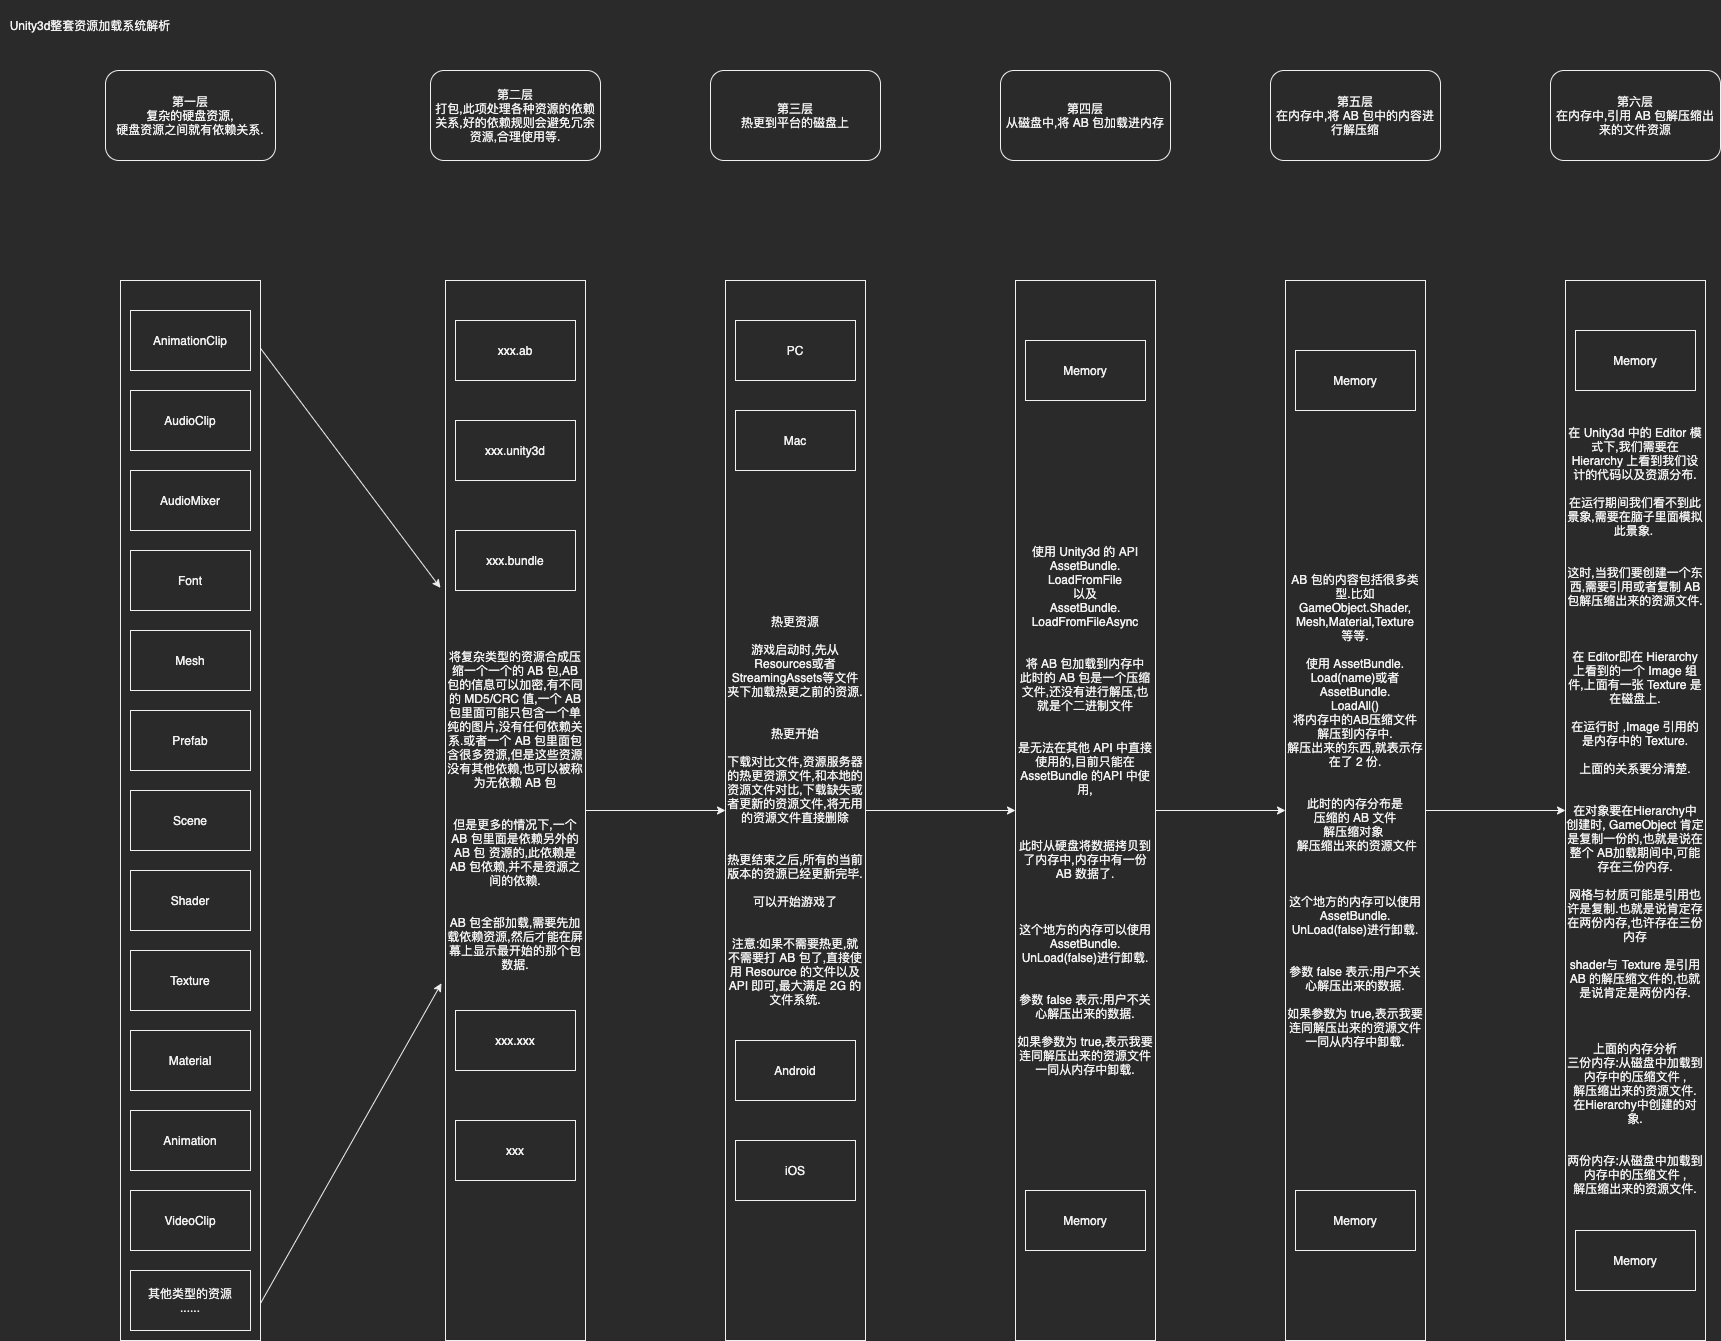 Unity3d整套资源加载系统解析
第一层
复杂的硬盘资源,
硬盘资源之间就有依赖关系.
第二层
打包,此项处理各种资源的依赖
关系,好的依赖规则会避免冗余
资源,合理使用等.
第三层
热更到平台的磁盘上
第四层
从磁盘中,将 AB 包加载进内存
第五层
在内存中,将 AB 包中的内容进
行解压缩
第六层
在内存中,引用 AB 包解压缩出
来的文件资源
AnimationClip
AudioClip
AudioMixer
Font
Mesh
Prefab
Scene
Shader
Texture
Material
Animation
VideoClip
其他类型的资源
......
xxx.ab
xxx.unity3d
xxx.bundle
将复杂类型的资源合成压
缩一个一个的 AB 包,AB
包的信息可以加密,有不同
的 MD5/CRC 值,一个 AB
包里面可能只包含一个单
纯的图片,没有任何依赖关
系.或者一个 AB 包里面包
含很多资源,但是这些资源
没有其他依赖,也可以被称
为无依赖 AB 包
但是更多的情况下,一个
AB 包里面是依赖另外的
AB 包 资源的,此依赖是
AB 包依赖,并不是资源之
间的依赖.
AB 包全部加载,需要先加
载依赖资源,然后才能在屏
幕上显示最开始的那个包
数据.
xxx.xxx
xxx
PC
Mac
热更资源
游戏启动时,先从
Resources或者
StreamingAssets等文件
夹下加载热更之前的资源.
热更开始
下载对比文件,资源服务器
的热更资源文件,和本地的
资源文件对比,下载缺失或
者更新的资源文件,将无用
的资源文件直接删除
热更结束之后,所有的当前
版本的资源已经更新完毕.
可以开始游戏了
注意:如果不需要热更,就
不需要打 AB 包了,直接使
用 Resource 的文件以及
API 即可,最大满足 2G 的
文件系统.
Android
iOS
Memory
使用 Unity3d 的 API
AssetBundle.
LoadFromFile
以及
AssetBundle.
LoadFromFileAsync
将 AB 包加载到内存中
此时的 AB 包是一个压缩
文件,还没有进行解压,也
就是个二进制文件
是无法在其他 API 中直接
使用的,目前只能在
AssetBundle 的API 中使
用,
此时从硬盘将数据拷贝到
了内存中,内存中有一份
AB 数据了.
这个地方的内存可以使用
AssetBundle.
UnLoad(false)进行卸载.
参数 false 表示:用户不关
心解压出来的数据.
如果参数为 true,表示我要
连同解压出来的资源文件
一同从内存中卸载.
Memory
Memory
AB 包的内容包括很多类
型.比如
GameObject.Shader,
Mesh,Material,Texture
等等.
使用 AssetBundle.
Load(name)或者
AssetBundle.
LoadAll()
将内存中的AB压缩文件
解压到内存中.
解压出来的东西,就表示存
在了 2 份.
此时的内存分布是
压缩的 AB 文件
解压缩对象
解压缩出来的资源文件
这个地方的内存可以使用
AssetBundle.
UnLoad(false)进行卸载.
参数 false 表示:用户不关
心解压出来的数据.
如果参数为 true,表示我要
连同解压出来的资源文件
一同从内存中卸载.
Memory
Memory
在 Unity3d 中的 Editor 模
式下,我们需要在
Hierarchy 上看到我们设
计的代码以及资源分布.
在运行期间我们看不到此
景象,需要在脑子里面模拟
此景象.
这时,当我们要创建一个东
西,需要引用或者复制 AB
包解压缩出来的资源文件.
在 Editor即在 Hierarchy
上看到的一个 Image 组
件,上面有一张 Texture 是
在磁盘上.
在运行时 ,Image 引用的
是内存中的 Texture.
上面的关系要分清楚.
在对象要在Hierarchy中
创建时, GameObject 肯定
是复制一份的,也就是说在
整个 AB加载期间中,可能
存在三份内存.
网格与材质可能是引用也
许是复制.也就是说肯定存
在两份内存,也许存在三份
内存
shader与 Texture 是引用
AB 的解压缩文件的,也就
是说肯定是两份内存.
上面的内存分析
三份内存:从磁盘中加载到
内存中的压缩文件 ,
解压缩出来的资源文件.
在Hierarchy中创建的对
象.
两份内存:从磁盘中加载到
内存中的压缩文件 ,
解压缩出来的资源文件.
Memory